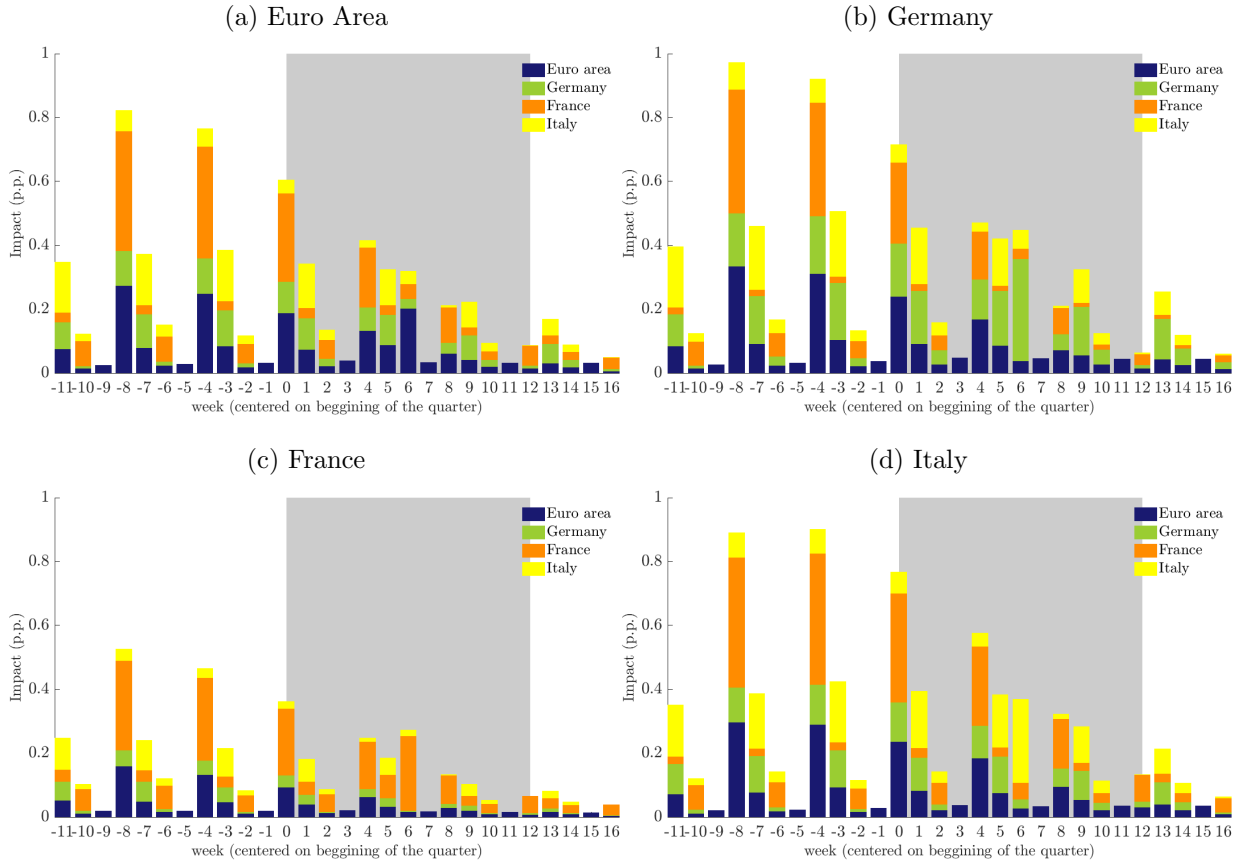 (a) Euro Area
1
0.8
0.6
0.4
0.2
0
Impact (p.p.)
Euro area
Germany
France
Italy
-11 -10 -9 -8 -7 -6 -5 -4 -3 -2 -1 0 1 2 3 4 5 6 7 8 9 10 11 12 13 14 15 16
week (centered on beggining of the quarter)
(b) Germany
1
0.8
0.6
0.4
0.2
0
Impact (p.p.)
Euro area
Germany
France
Italy
-11 -10 -9 -8 -7 -6 -5 -4 -3 -2 -1 0 1 2 3 4 5 6 7 8 9 10 11 12 13 14 15 16
week (centered on beggining of the quarter)
(c) France
1
0.8
0.6
0.4
0.2
0
Impact (p.p.)
Euro area
Germany
France
Italy
-11 -10 -9 -8 -7 -6 -5 -4 -3 -2 -1 0 1 2 3 4 5 6 7 8 9 10 11 12 13 14 15 16
week (centered on beggining of the quarter)
(d) Italy
1
0.8
0.6
0.4
0.2
0
Impact (p.p.)
Euro area
Germany
France
Italy
-11 -10 -9 -8 -7 -6 -5 -4 -3 -2 -1 0 1 2 3 4 5 6 7 8 9 10 11 12 13 14 15 16
week (centered on beggining of the quarter)